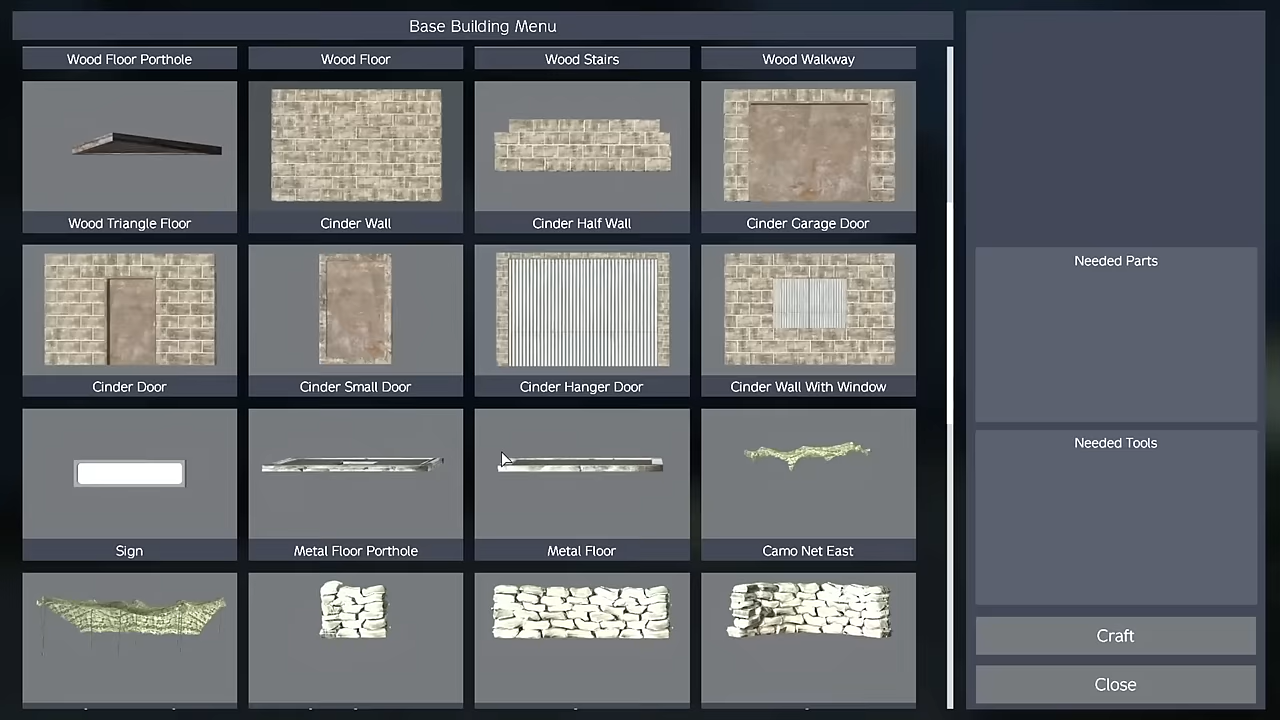 Base Building Menu
Wood Floor Porthole
Wood Floor
Wood Stairs
Wood Walkway
Wood Triangle Floor
Cinder Wall
Cinder Half Wall
Cinder Garage Door
Cinder Door
Cinder Small Door
Cinder Hanger Door
Cinder Wall With Window
Sign
Metal Floor Porthole
Metal Floor
Camo Net East
Needed Parts
Needed Tools
Craft
Close